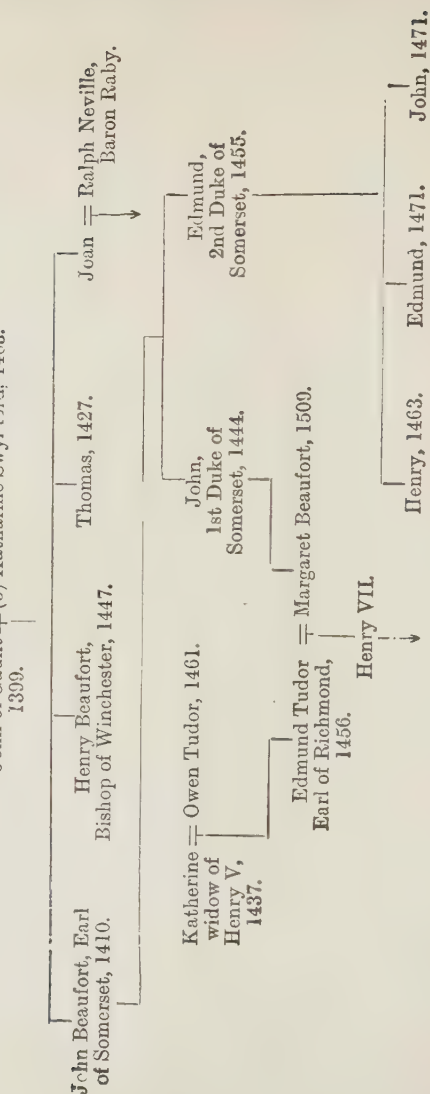 1399.
John Beaufort, Earl
of Somerset, 1410.
Henry Beaufort,
Bishop of Winchester, 1447.
Thomas, 1427.
Joan = Ralph Neville,
Baron Raby.
Katherine = Owen Tudor, 1461.
widow of
Henry V,
1437.
John,
1st Duke of
Somerset, 1444.
Edmund,
2nd Duke of
Somerset, 1455.
Edmund Tudor = Margaret Beaufort, 1509.
Earl of Richmond,
1456.
Henry VII.
Henry, 1463.
Edmund, 1471.
John, 1471.